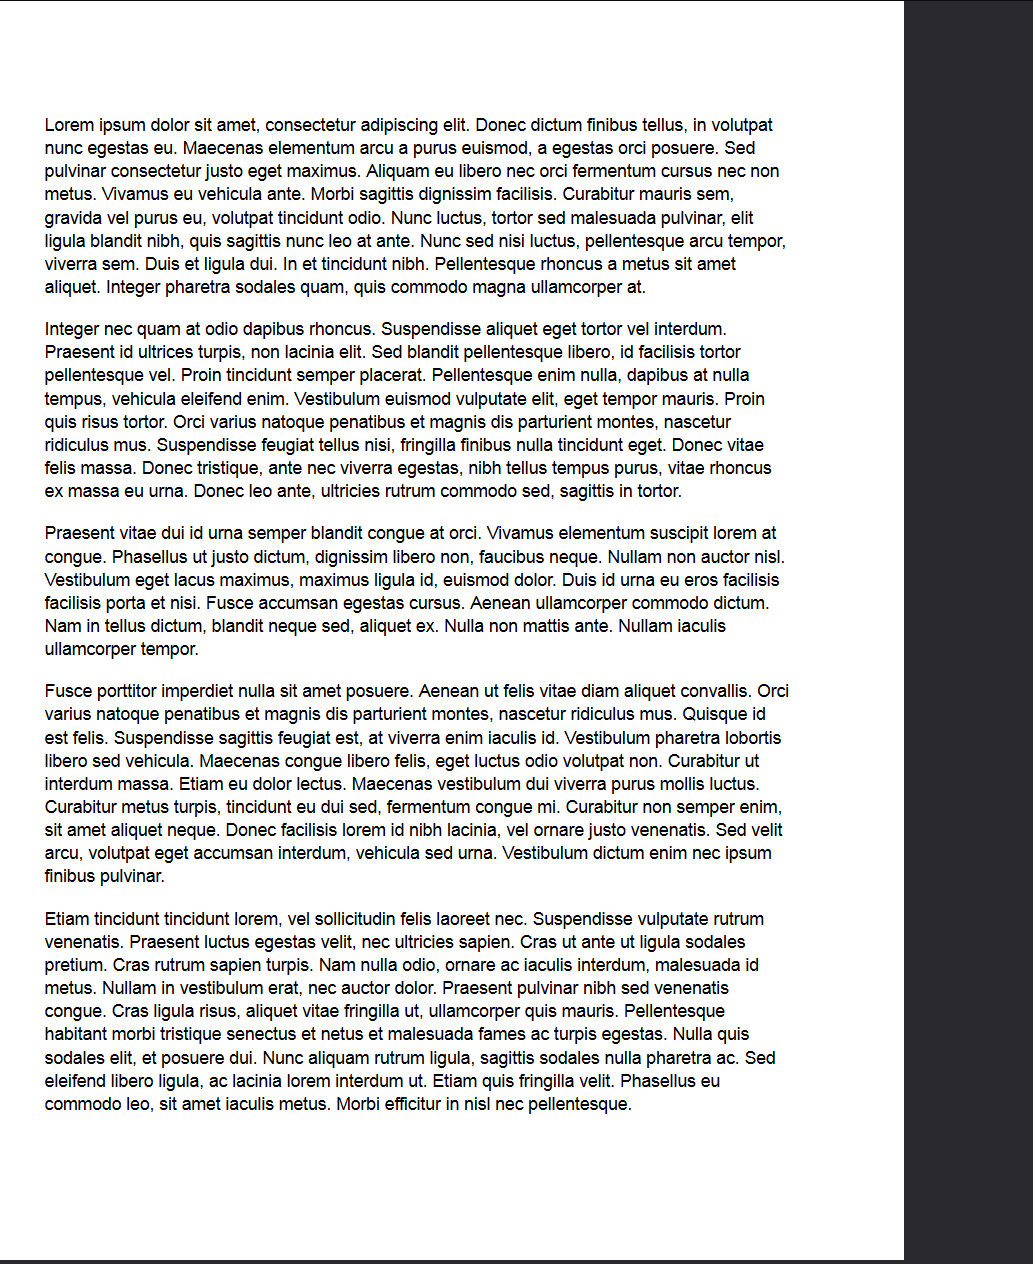 Lorem ipsum dolor sit amet, consectetur adipiscing elit. Donec dictum finibus tellus, in volutpat
nunc egestas eu. Maecenas elementum arcu a purus euismod, a egestas orci posuere. Sed
pulvinar consectetur justo eget maximus. Aliquam eu libero nec orci fermentum cursus nec non
metus. Vivamus eu vehicula ante. Morbi sagittis dignissim facilisis. Curabitur mauris sem,
gravida vel purus eu, volutpat tincidunt odio. Nunc luctus, tortor sed malesuada pulvinar, elit
ligula blandit nibh, quis sagittis nunc leo at ante. Nunc sed nisi luctus, pellentesque arcu tempor,
viverra sem. Duis et ligula dui. In et tincidunt nibh. Pellentesque rhoncus a metus sit amet
aliquet. Integer pharetra sodales quam, quis commodo magna ullamcorper at.
Integer nec quam at odio dapibus rhoncus. Suspendisse aliquet eget tortor vel interdum.
Praesent id ultrices turpis, non lacinia elit. Sed blandit pellentesque libero, id facilisis tortor
pellentesque vel. Proin tincidunt semper placerat. Pellentesque enim nulla, dapibus at nulla
tempus, vehicula eleifend enim. Vestibulum euismod vulputate elit, eget tempor mauris. Proin
quis risus tortor. Orci varius natoque penatibus et magnis dis parturient montes, nascetur
ridiculus mus. Suspendisse feugiat tellus nisi, fringilla finibus nulla tincidunt eget. Donec vitae
felis massa. Donec tristique, ante nec viverra egestas, nibh tellus tempus purus, vitae rhoncus
ex massa eu urna. Donec leo ante, ultricies rutrum commodo sed, sagittis in tortor.
Praesent vitae dui id urna semper blandit congue at orci. Vivamus elementum suscipit lorem at
congue. Phasellus ut justo dictum, dignissim libero non, faucibus neque. Nullam non auctor nisl.
Vestibulum eget lacus maximus, maximus ligula id, euismod dolor. Duis id urna eu eros facilisis
facilisis porta et nisi. Fusce accumsan egestas cursus. Aenean ullamcorper commodo dictum.
Nam in tellus dictum, blandit neque sed, aliquet ex. Nulla non mattis ante. Nullam iaculis
ullamcorper tempor.
Fusce porttitor imperdiet nulla sit amet posuere. Aenean ut felis vitae diam aliquet convallis. Orci
varius natoque penatibus et magnis dis parturient montes, nascetur ridiculus mus. Quisque id
est felis. Suspendisse sagittis feugiat est, at viverra enim iaculis id. Vestibulum pharetra lobortis
libero sed vehicula. Maecenas congue libero felis, eget luctus odio volutpat non. Curabitur ut
interdum massa. Etiam eu dolor lectus. Maecenas vestibulum dui viverra purus mollis luctus.
Curabitur metus turpis, tincidunt eu dui sed, fermentum congue mi. Curabitur non semper enim,
sit amet aliquet neque. Donec facilisis lorem id nibh lacinia, vel ornare justo venenatis. Sed velit
arcu, volutpat eget accumsan interdum, vehicula sed urna. Vestibulum dictum enim nec ipsum
finibus pulvinar.
Etiam tincidunt tincidunt lorem, vel sollicitudin felis laoreet nec. Suspendisse vulputate rutrum
venenatis. Praesent luctus egestas velit, nec ultricies sapien. Cras ut ante ut ligula sodales
pretium. Cras rutrum sapien turpis. Nam nulla odio, ornare ac iaculis interdum, malesuada id
metus. Nullam in vestibulum erat, nec auctor dolor. Praesent pulvinar nibh sed venenatis
congue. Cras ligula risus, aliquet vitae fringilla ut, ullamcorper quis mauris. Pellentesque
habitant morbi tristique senectus et netus et malesuada fames ac turpis egestas. Nulla quis
sodales elit, et posuere dui. Nunc aliquam rutrum ligula, sagittis sodales nulla pharetra ac. Sed
eleifend libero ligula, ac lacinia lorem interdum ut. Etiam quis fringilla velit. Phasellus eu
commodo leo, sit amet iaculis metus. Morbi efficitur in nisl nec pellentesque.